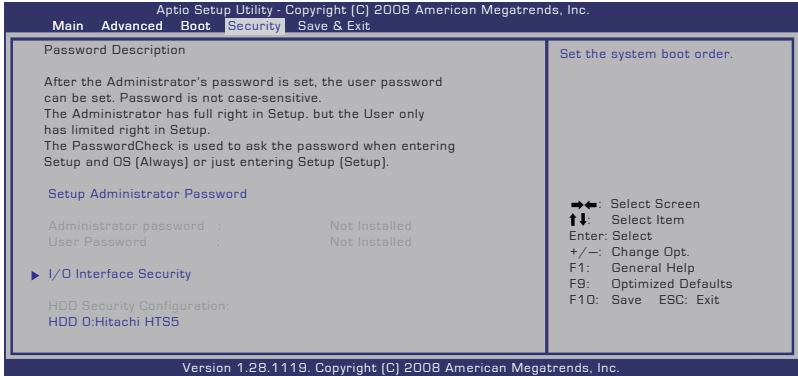 Aptio Setup Utility - Copyright (C) 2008 American Megatrends, Inc.
Main Advanced Boot Security Save & Exit
Password Description
After the Administrator's password is set, the user password
can be set. Password is not case-sensitive.
The Administrator has full right in Setup. but the User only
has limited right in Setup.
The PasswordCheck is used to ask the password when entering
Setup and OS (Always) or just entering Setup (Setup).
Setup Administrator Password
Administrator password : Not Installed
User Password : Not Installed
I/O Interface Security
HDD Security Configuration:
HDD 0:Hitachi HTS5
Set the system boot order.
→←: Select Screen
↑↓: Select Item
Enter: Select
+/—: Change Opt.
F1: General Help
F9: Optimized Defaults
F10: Save ESC: Exit
Version 1.28.1119. Copyright (C) 2008 American Megatrends, Inc.